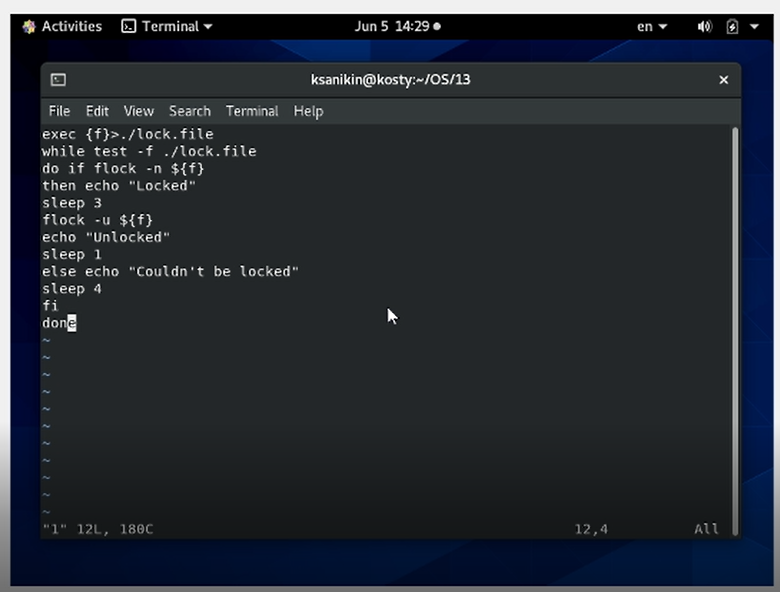 Activities Terminal Jun 5 14:29 en
ksanikin@kosty:~/OS/13
File Edit View Search Terminal Help
exec {f}>./lock.file
while test -f ./lock.file
do if flock -n ${f}
then echo "Locked"
sleep 3
flock -u ${f}
echo "Unlocked"
sleep 1
else echo "Couldn't be locked"
sleep 4
fi
done
~
~
~
~
~
~
~
~
~
~
~
"1" 12L, 180C 12,4 All